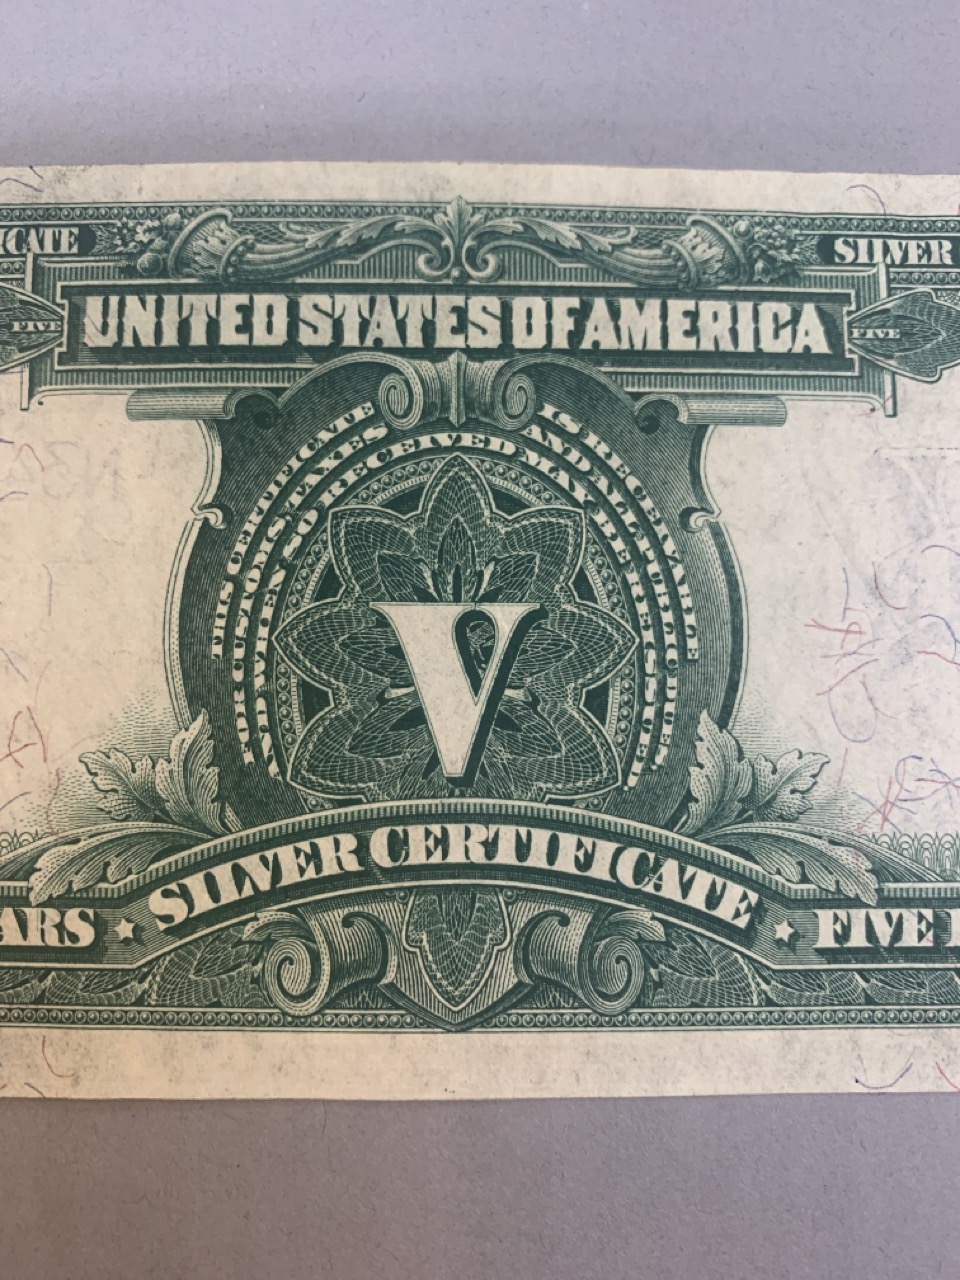 ICATE
SILVER
FIVE
UNITED STATES OF AMERICA
FIVE
THIS CERTIFICATE IS RECEIVABLE
FOR CUSTOMS, TAXES AND ALL PUBLIC DUES
AND WHEN SO RECEIVED MAY BE REISSUED
V
SILVER CERTIFICATE
ARS
FIVE